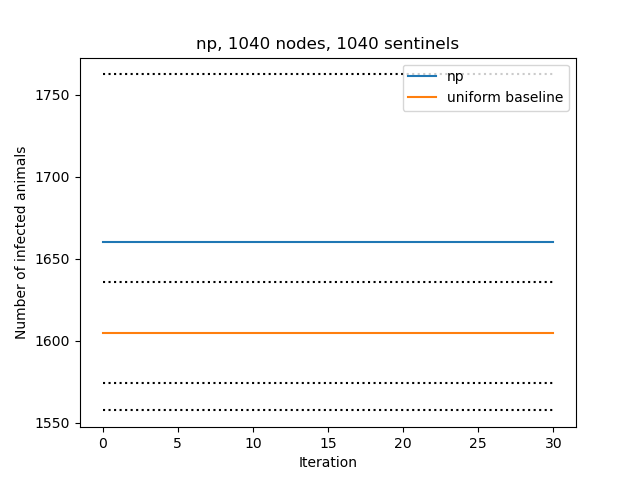 np, 1040 nodes, 1040 sentinels
np
uniform baseline
Number of infected animals
1750
1700
1650
1600
1550
0 5 10 15 20 25 30
Iteration